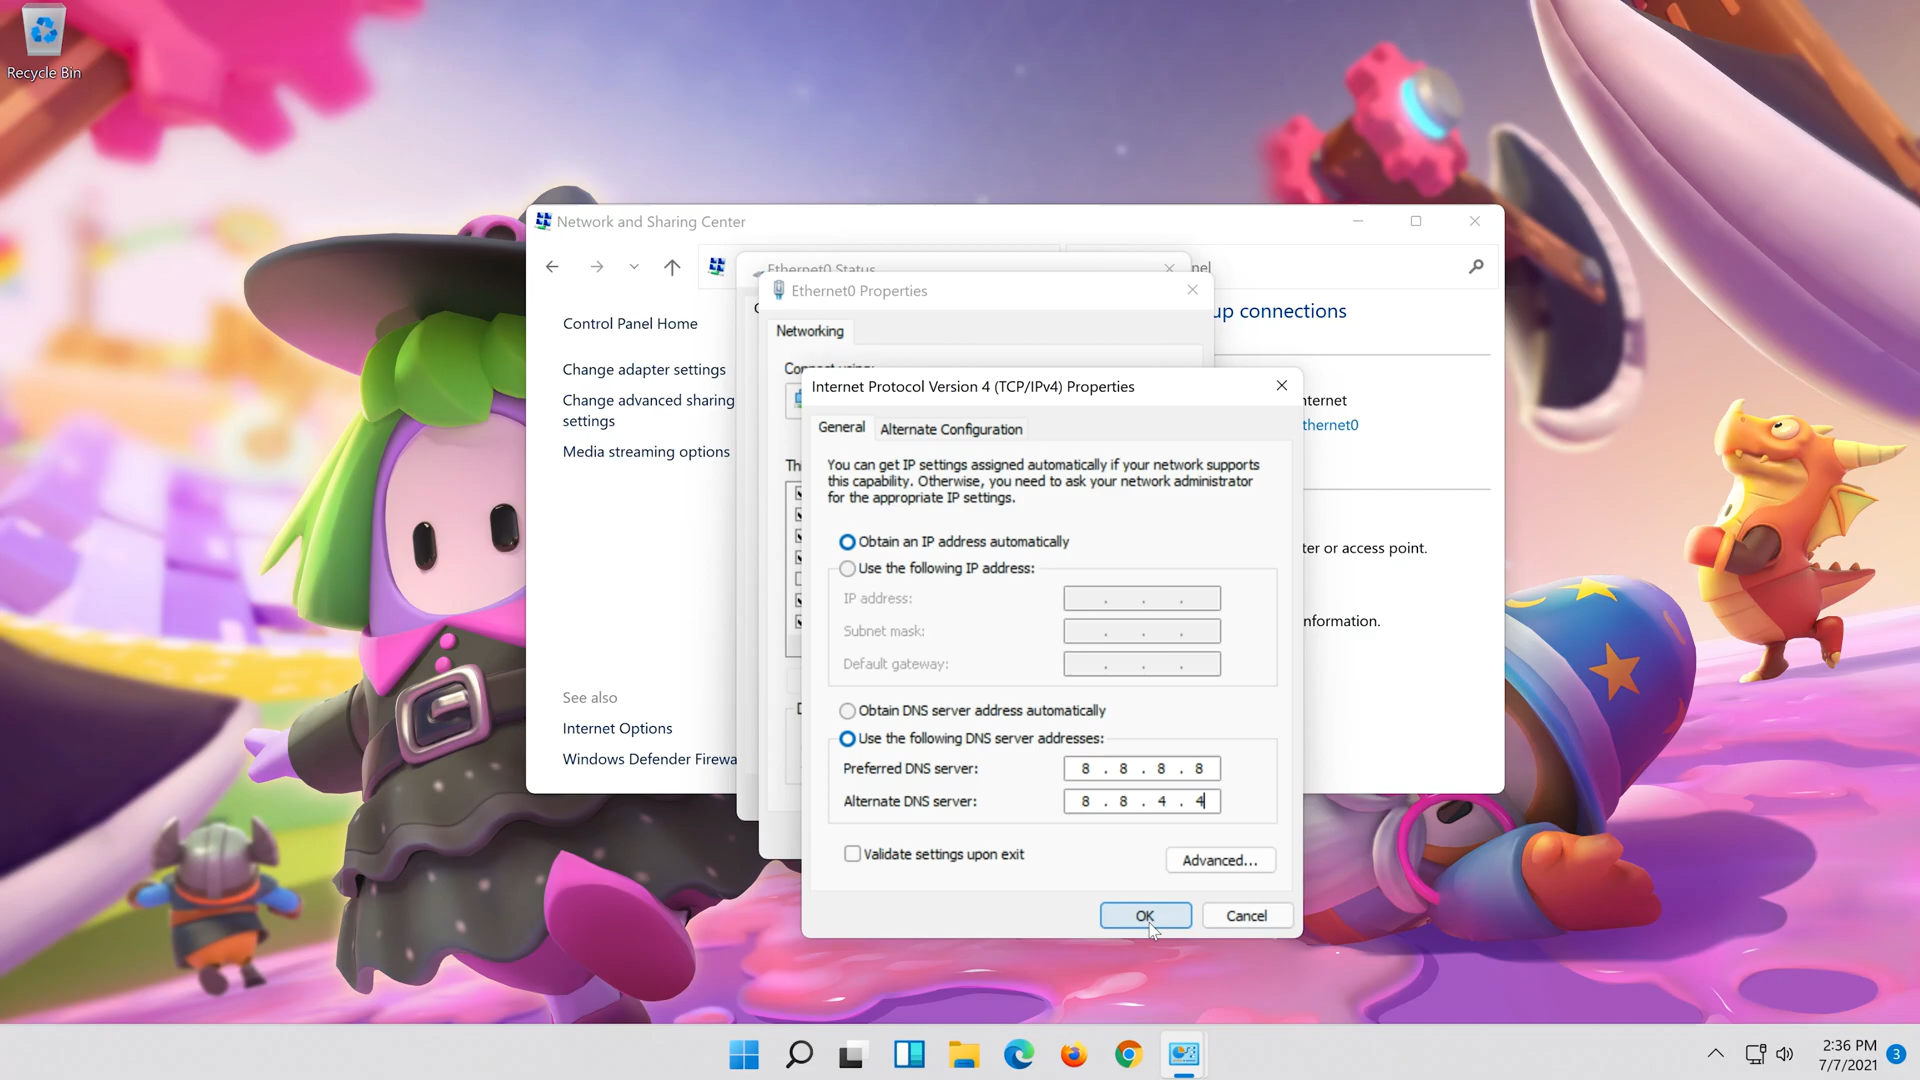 Recycle Bin
Network and Sharing Center
Ethernet0 Status
nel
Ethernet0 Properties
up connections
Control Panel Home
Networking
Change adapter settings
Connect using:
Internet Protocol Version 4 (TCP/IPv4) Properties
Change advanced sharing
settings
nternet
thernet0
General
Alternate Configuration
Media streaming options
Th
You can get IP settings assigned automatically if your network supports
this capability. Otherwise, you need to ask your network administrator
for the appropriate IP settings.
Obtain an IP address automatically
ter or access point.
Use the following IP address:
IP address:
nformation.
Subnet mask:
Default gateway:
See also
Obtain DNS server address automatically
Internet Options
Use the following DNS server addresses:
Windows Defender Firewa
Preferred DNS server:
8 . 8 . 8 . 8
Alternate DNS server:
8 . 8 . 4 . 4
Validate settings upon exit
Advanced...
OK
Cancel
2:36 PM
7/7/2021
3